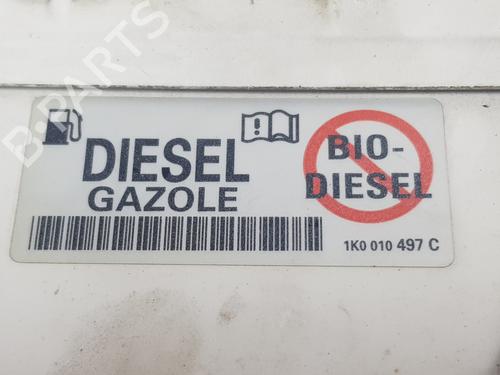 B-PARTS
DIESEL
GAZOLE
BIO-
DIESEL
1K0 010 497 C